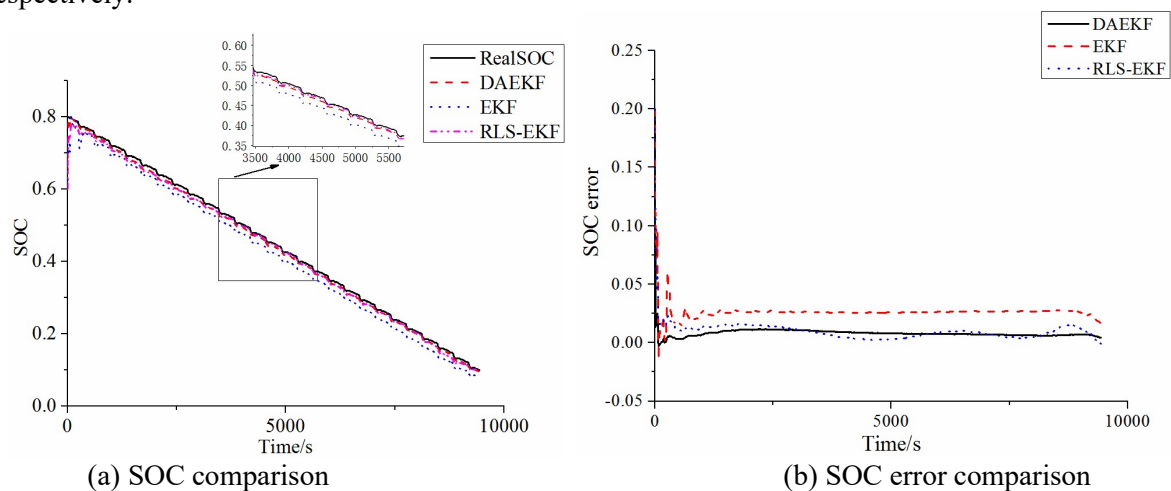 espectively.
0.60
0.55
0.50
0.45
0.40
0.35
3500 4000 4500 5000 5500
RealSOC
DAEKF
EKF
RLS-EKF
0.8
0.6
0.4
0.2
0.0
SOC
0 5000 10000
Time/s
(a) SOC comparison
DAEKF
EKF
RLS-EKF
0.25
0.20
0.15
0.10
0.05
0.00
-0.05
SOC error
0 5000 10000
Time/s
(b) SOC error comparison